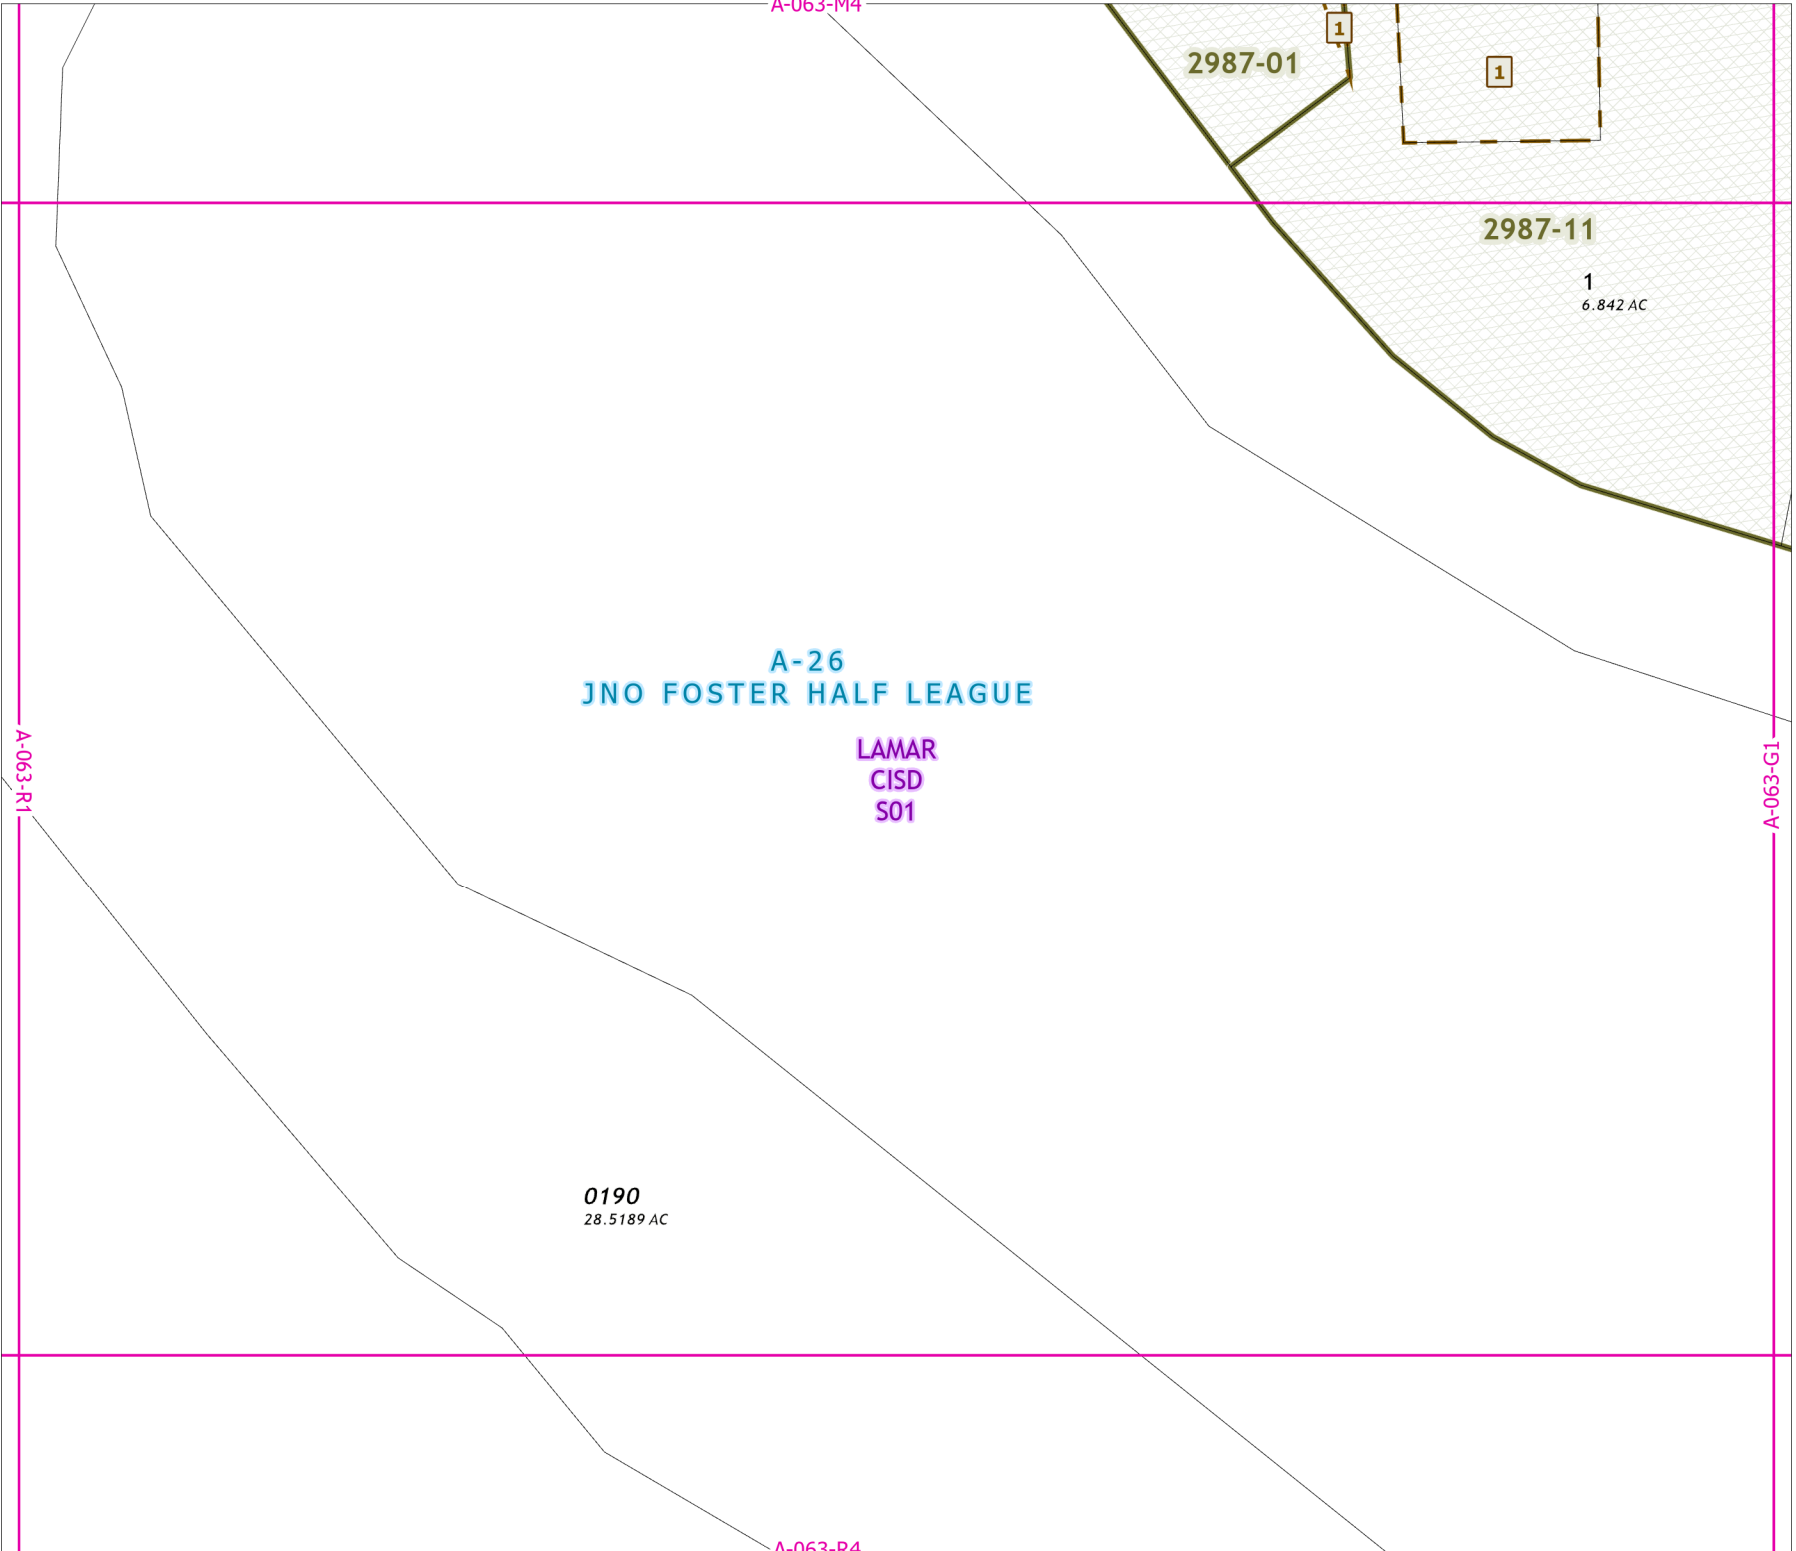 A-063-M4
1
2987-01
1
2987-11
1
6.842 AC
A-26
JNO FOSTER HALF LEAGUE
LAMAR
CISD
S01
A-063-R1
A-063-G1
0190
28.5189 AC
A-063-R4